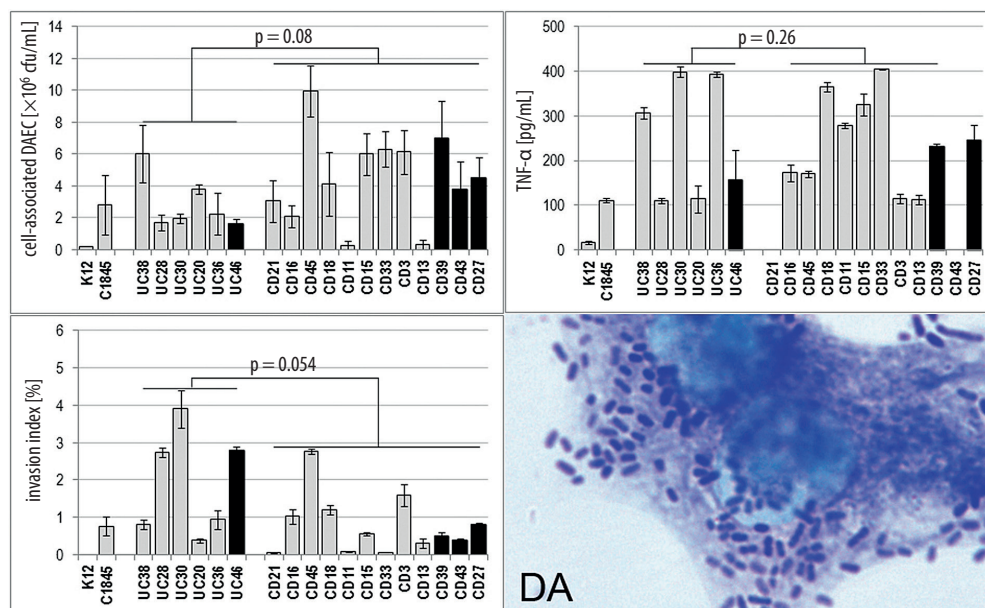 cell-associated DAEC [×10⁶ cfu/mL]
14
12
10
8
6
4
2
0
p = 0.08
K12 C1845 UC38 UC28 UC30 UC20 UC36 UC46 CD21 CD16 CD45 CD18 CD11 CD15 CD33 CD3 CD13 CD39 CD43 CD27
TNF-α [pg/mL]
500
400
300
200
100
0
p = 0.26
K12 C1845 UC38 UC28 UC30 UC20 UC36 UC46 CD21 CD16 CD45 CD18 CD11 CD15 CD33 CD3 CD13 CD39 CD43 CD27
invasion index [%]
6
5
4
3
2
1
0
p = 0.054
K12 C1845 UC38 UC28 UC30 UC20 UC36 UC46 CD21 CD16 CD45 CD18 CD11 CD15 CD33 CD3 CD13 CD39 CD43 CD27
DA